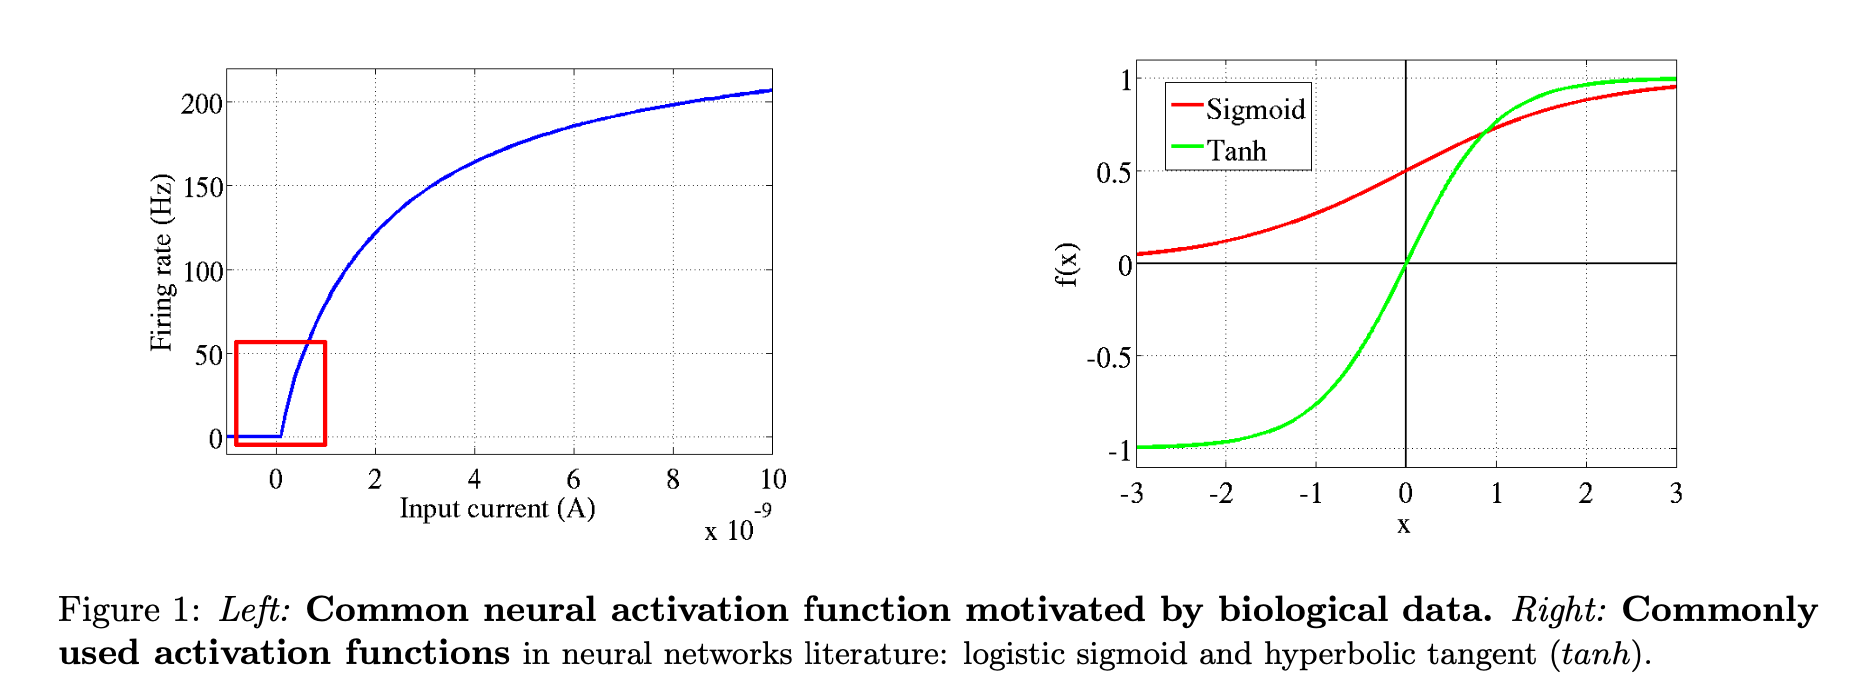 200
150
100
50
0
Firing rate (Hz)
0 2 4 6 8 10
Input current (A)
x 10^-9
1
0.5
0
-0.5
-1
f(x)
Sigmoid
Tanh
-3 -2 -1 0 1 2 3
x
Figure 1: Left: Common neural activation function motivated by biological data. Right: Commonly
used activation functions in neural networks literature: logistic sigmoid and hyperbolic tangent (tanh).